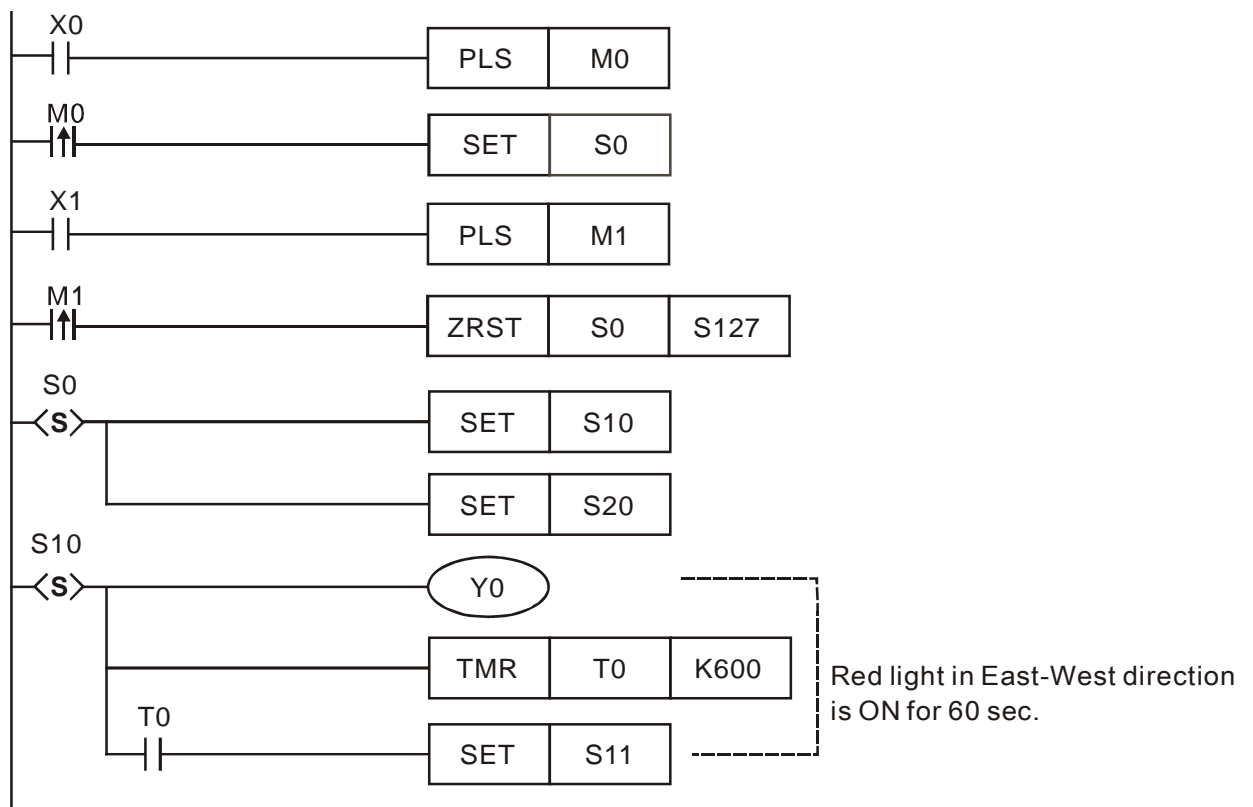 X0
PLS M0
M0
SET S0
X1
PLS M1
M1
ZRST S0 S127
S0
S
SET S10
SET S20
S10
S
Y0
TMR T0 K600
Red light in East-West direction
is ON for 60 sec.
T0
SET S11